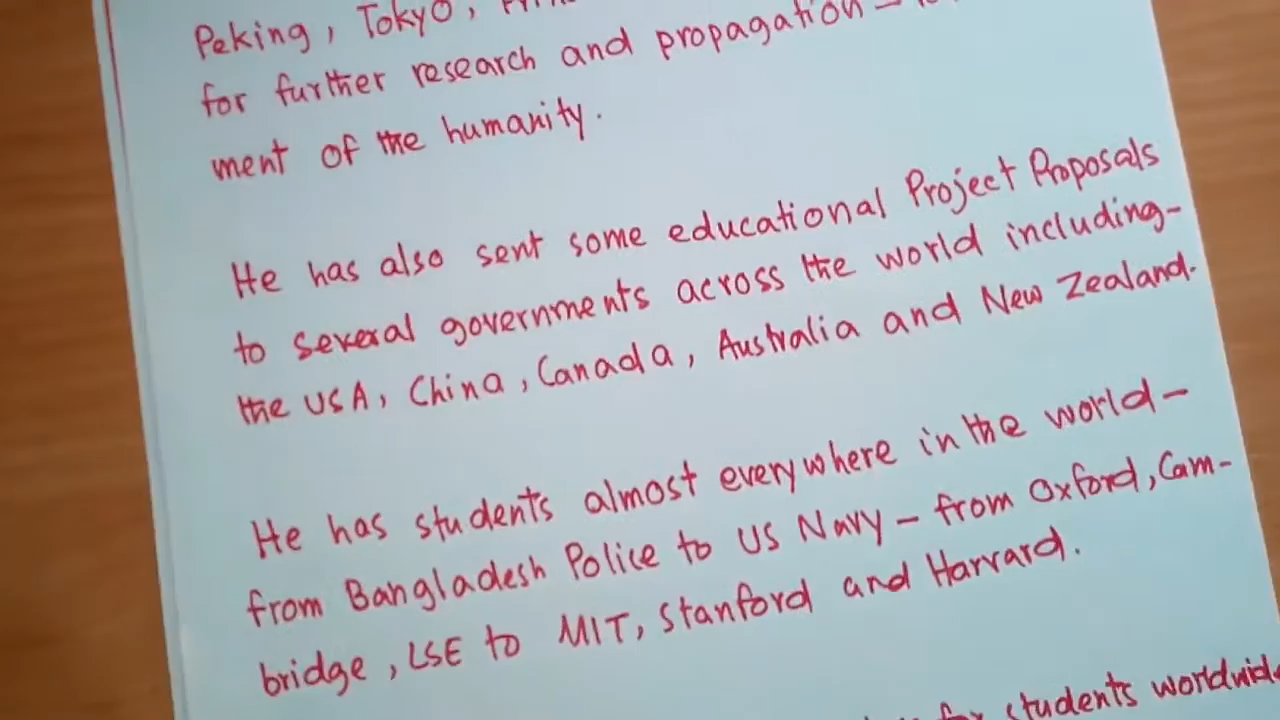 Peking, Tokyo,
for further research and propagation -
ment of the humanity.
He has also sent some educational Project Proposals
to several governments across the world including-
the USA, China, Canada, Australia and New Zealand.
He has students almost everywhere in the world-
from Bangladesh Police to US Navy - from Oxford, Cam-
bridge, LSE to MIT, Stanford and Harvard.
for students worldwide